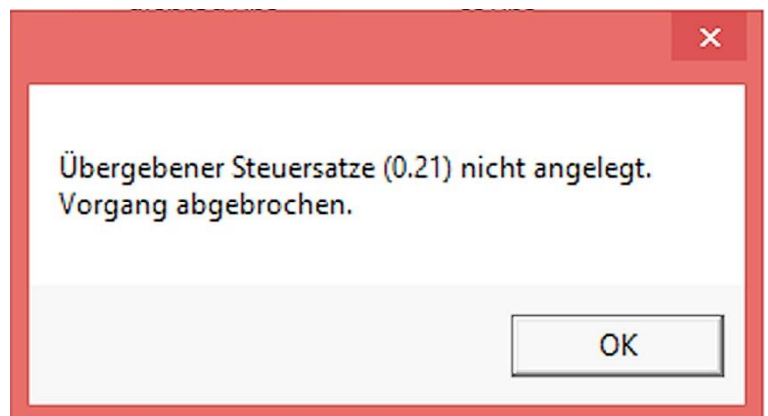 Übergebener Steuersatze (0.21) nicht angelegt.
Vorgang abgebrochen.
OK